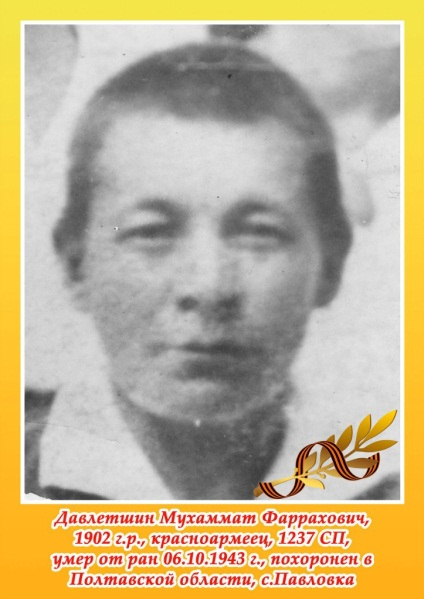 Давлетшин Мухаммат Фаррахович,
1902 г.р., красноармеец, 1237 СП,
умер от ран 06.10.1943 г., похоронен в
Полтавской области, с.Павловка